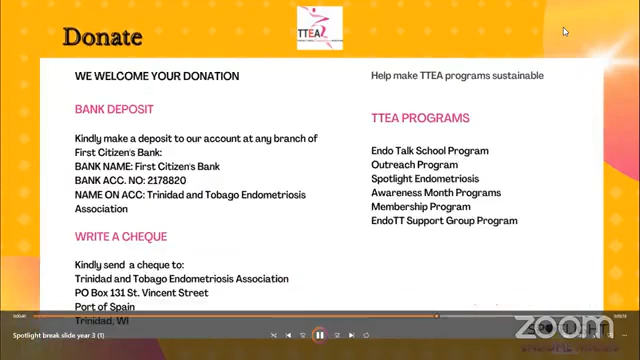 Donate
TTEA
WE WELCOME YOUR DONATION
BANK DEPOSIT
Kindly make a deposit to our account at any branch of
First Citizen's Bank:
BANK NAME: First Citizen's Bank
BANK ACC. NO: 2178820
NAME ON ACC: Trinidad and Tobago Endometriosis
Association
WRITE A CHEQUE
Kindly send a cheque to:
Trinidad and Tobago Endometriosis Association
PO Box 131 St. Vincent Street
Port of Spain
Trinidad, WI
Help make TTEA programs sustainable
TTEA PROGRAMS
Endo Talk School Program
Outreach Program
Spotlight Endometriosis
Awareness Month Programs
Membership Program
EndoTT Support Group Program
Spotlight break slide year 3 (1)
zoom